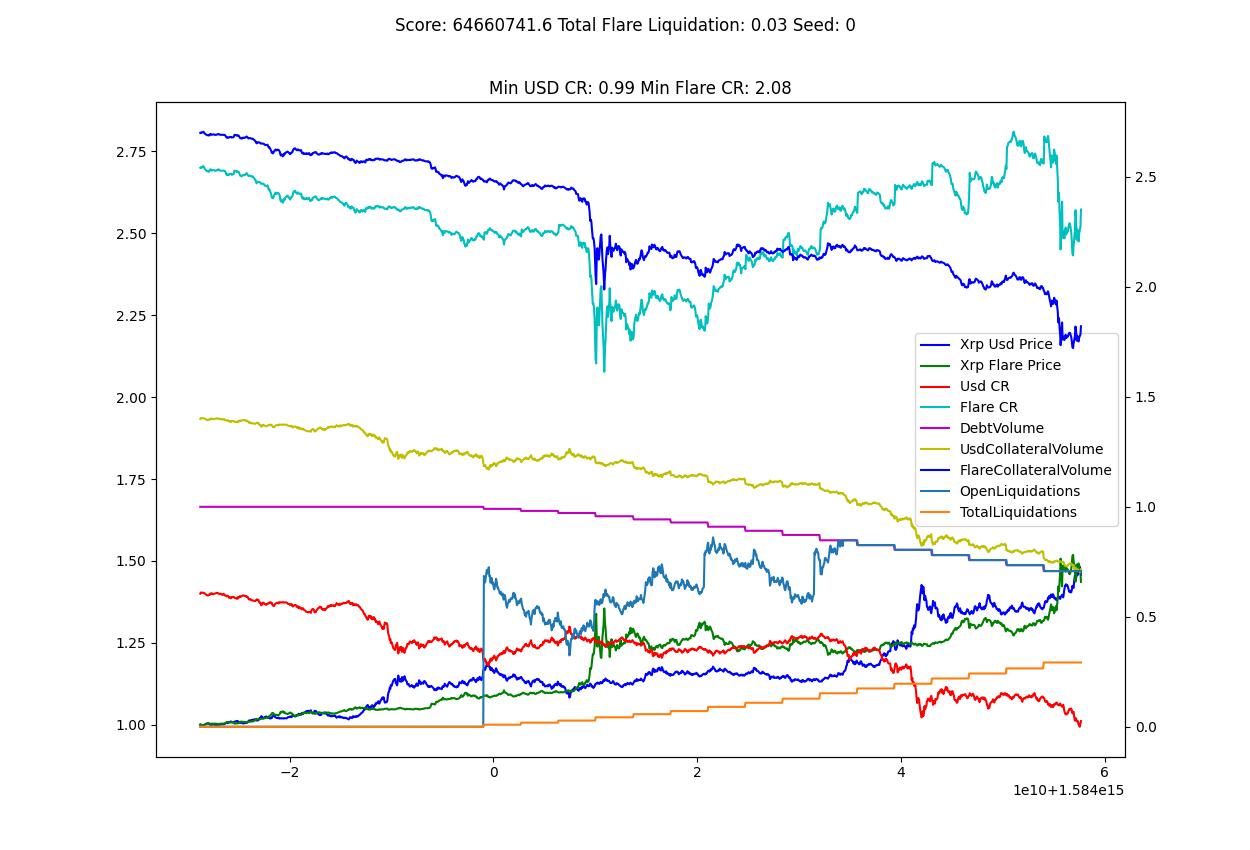 Score: 64660741.6 Total Flare Liquidation: 0.03 Seed: 0
Min USD CR: 0.99 Min Flare CR: 2.08
2.75
2.50
2.25
2.00
1.75
1.50
1.25
1.00
2.5
2.0
1.5
1.0
0.5
0.0
Xrp Usd Price
Xrp Flare Price
Usd CR
Flare CR
DebtVolume
UsdCollateralVolume
FlareCollateralVolume
OpenLiquidations
TotalLiquidations
−2 0 2 4 6
1e10+1.584e15